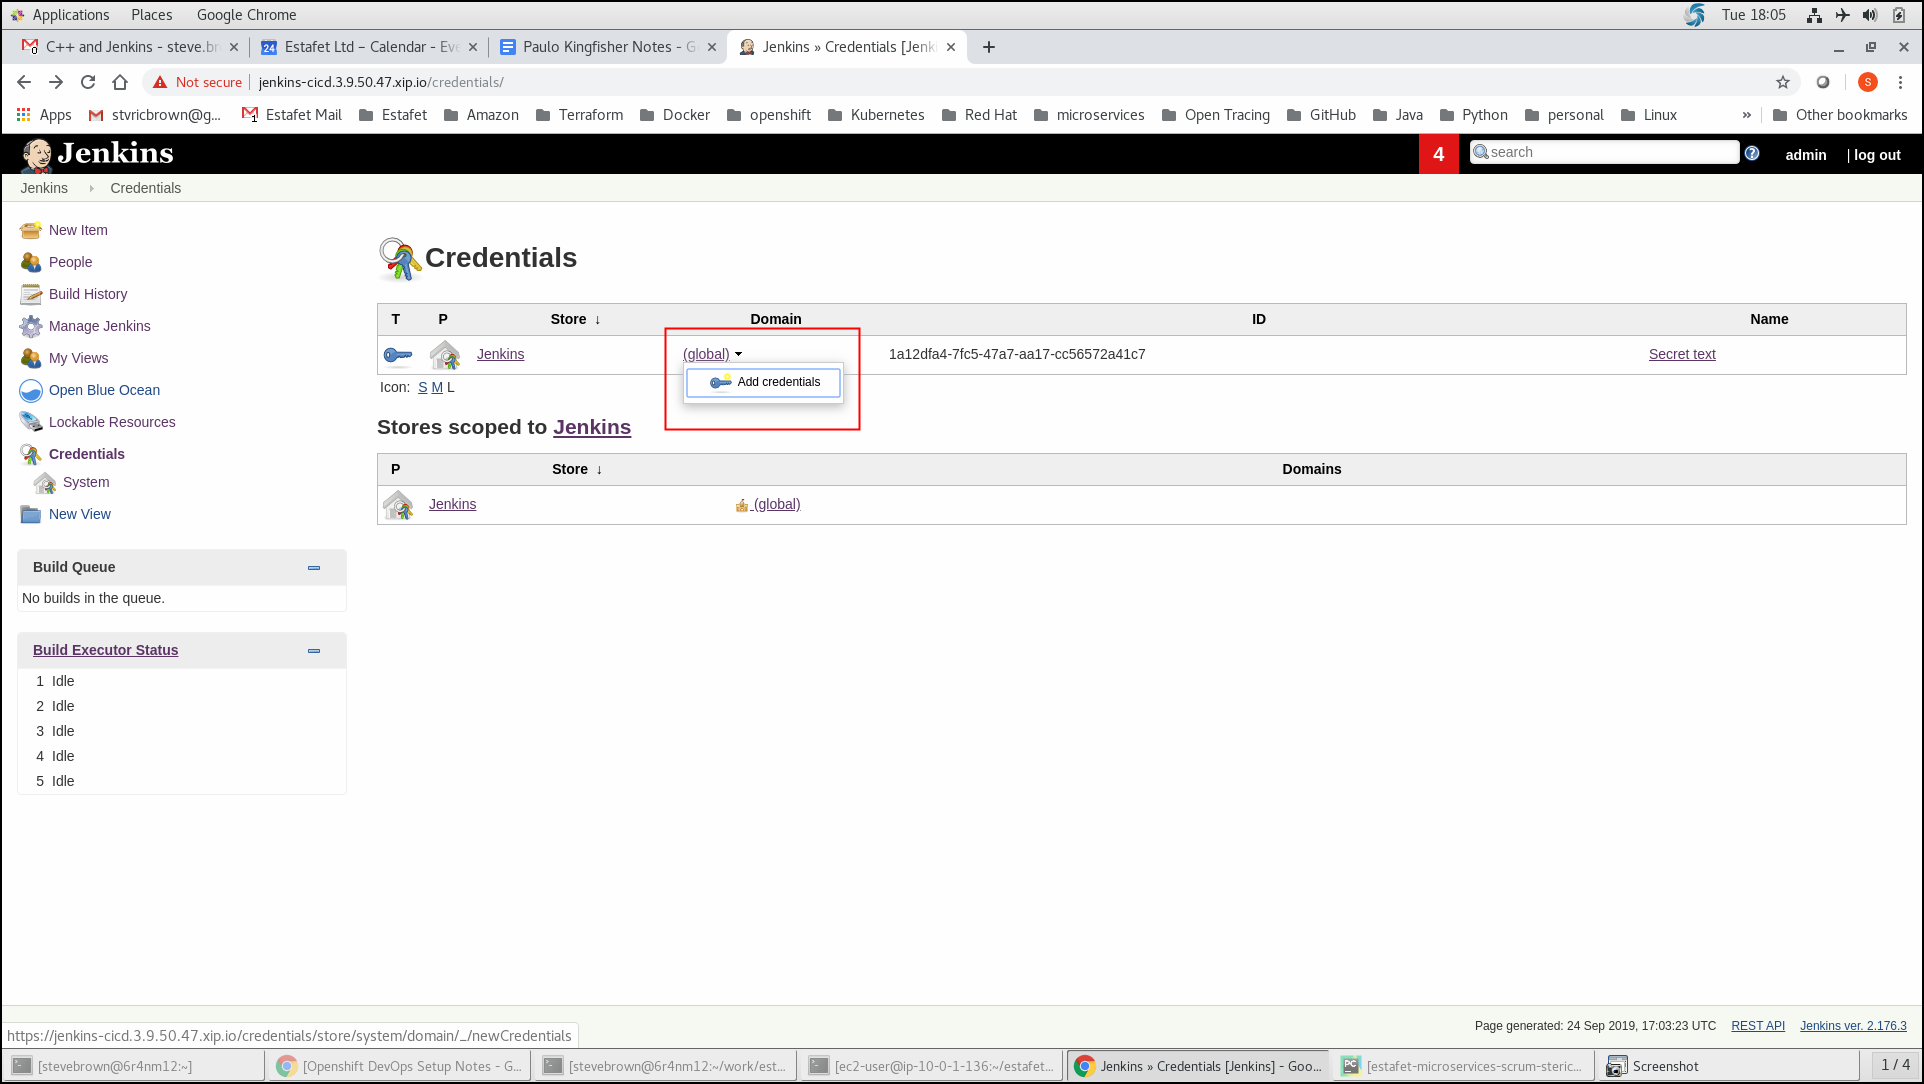 Applications Places Google Chrome Tue 18:05
C++ and Jenkins - steve.br Estafet Ltd – Calendar - Eve Paulo Kingfisher Notes - G Jenkins » Credentials [Jenk
Not secure jenkins-cicd.3.9.50.47.xip.io/credentials/ S
Apps stvricbrown@g... Estafet Mail Estafet Amazon Terraform Docker openshift Kubernetes Red Hat microservices Open Tracing GitHub Java Python personal Linux » Other bookmarks
Jenkins 4 search admin | log out
Jenkins Credentials
New Item
People
Build History
Manage Jenkins
My Views
Open Blue Ocean
Lockable Resources
Credentials
System
New View
Build Queue
No builds in the queue.
Build Executor Status
1 Idle
2 Idle
3 Idle
4 Idle
5 Idle
Credentials
T P Store ↓ Domain ID Name
Jenkins (global) 1a12dfa4-7fc5-47a7-aa17-cc56572a41c7 Secret text
Add credentials
Icon: S M L
Stores scoped to Jenkins
P Store ↓ Domains
Jenkins (global)
Page generated: 24 Sep 2019, 17:03:23 UTC REST API Jenkins ver. 2.176.3
https://jenkins-cicd.3.9.50.47.xip.io/credentials/store/system/domain/_/newCredentials
[stevebrown@6r4nm12:~] [Openshift DevOps Setup Notes - G... [stevebrown@6r4nm12:~/work/est... [ec2-user@ip-10-0-1-136:~/estafet... Jenkins » Credentials [Jenkins] - Goo... [estafet-microservices-scrum-steric... Screenshot 1 / 4